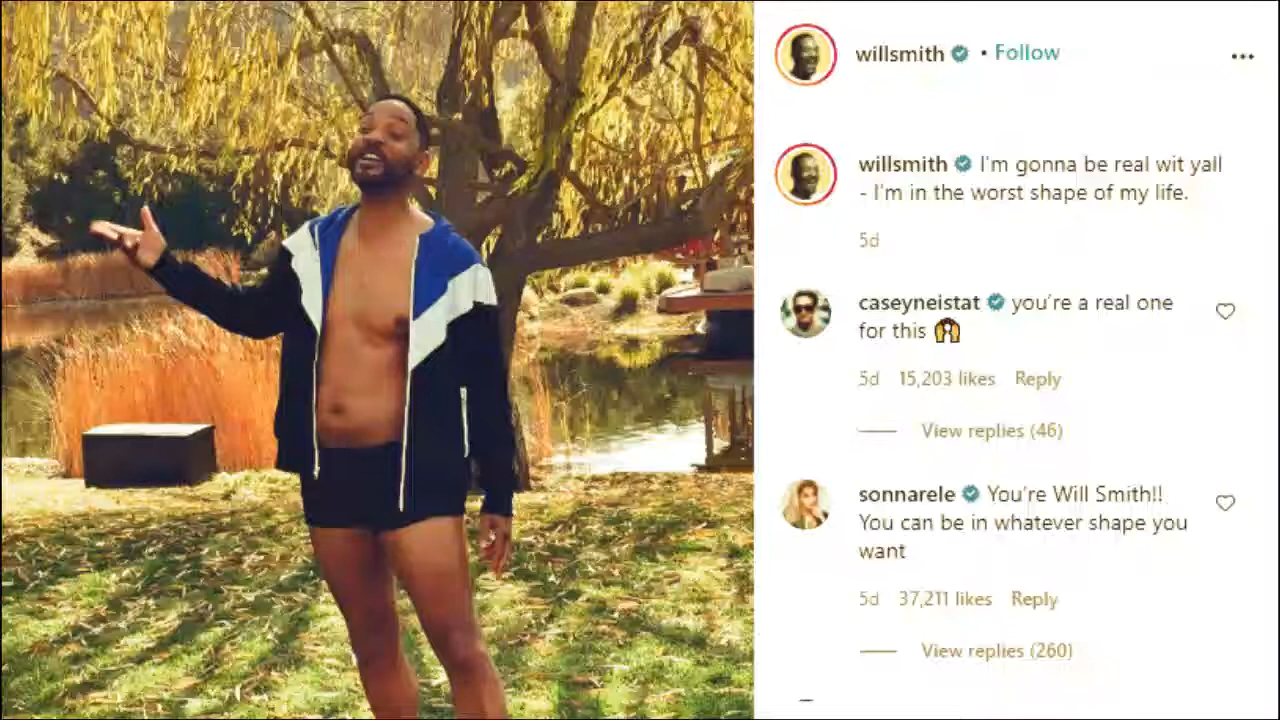 willsmith • Follow
willsmith I'm gonna be real wit yall
- I'm in the worst shape of my life.
5d
caseyneistat you're a real one
for this 🙌
5d 15,203 likes Reply
View replies (46)
sonnarele You're Will Smith!!
You can be in whatever shape you
want
5d 37,211 likes Reply
View replies (260)